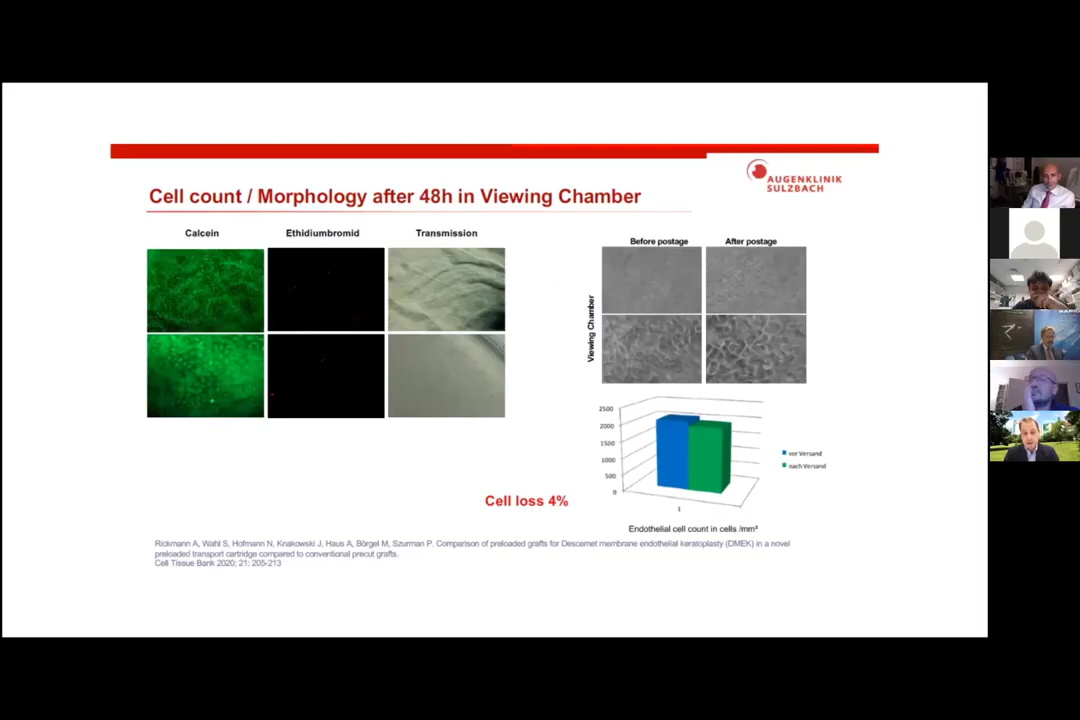 AUGENKLINIK
SULZBACH
Cell count / Morphology after 48h in Viewing Chamber
Calcein
Ethidiumbromid
Transmission
Before postage
After postage
Viewing Chamber
2500
2000
1500
1000
500
0
1
vor Versand
nach Versand
Endothelial cell count in cells /mm²
Cell loss 4%
Rickmann A, Wahl S, Hofmann N, Knakowski J, Haus A, Börgel M, Szurman P. Comparison of preloaded grafts for Descemet membrane endothelial keratoplasty (DMEK) in a novel
preloaded transport cartridge compared to conventional precut grafts.
Cell Tissue Bank 2020; 21: 205-213